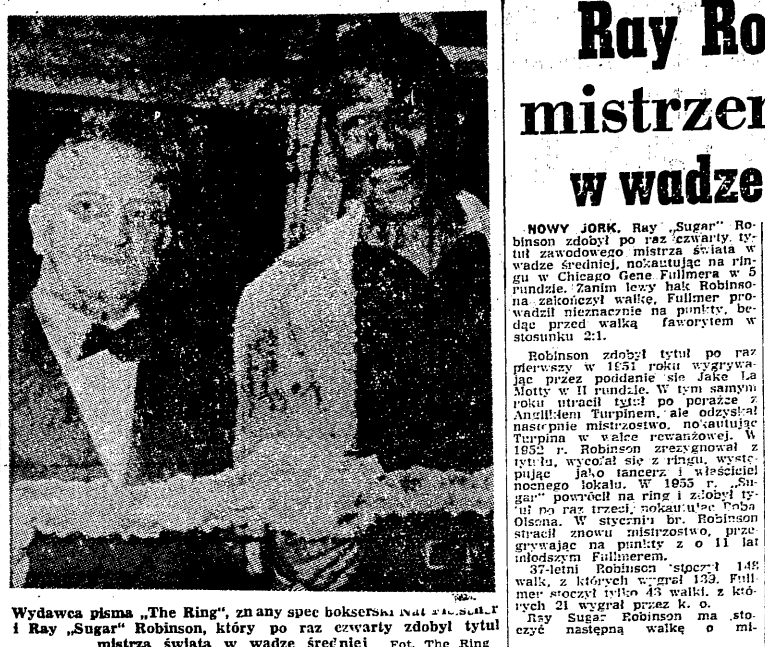 Wydawca pisma „The Ring”, znany spec bokserski Nat
i Ray „Sugar” Robinson, który po raz czwarty zdobył tytuł
mistrza świata w wadze średniej Fot. The Ring
Ray Ro
mistrzem
w wadze
NOWY JORK. Ray „Sugar” Ro-
binson zdobył po raz czwarty ty-
tuł zawodowego mistrza świata w
wadze średniej, nokautując na rin-
gu w Chicago Gene Fullmera w 5
rundzie. Zanim lewy hak Robinso-
na zakończył walkę, Fullmer pro-
wadził nieznacznie na punkty, bę-
dąc przed walką faworytem w
stosunku 2:1.
Robinson zdobył tytuł po raz
pierwszy w 1951 roku wygrywa-
jąc przez poddanie się Jake La
Motty w II rundzie. W tym samym
roku utracił tytuł po porażce z
Anglikiem Turpinem, ale odzyskał
następnie mistrzostwo, nokautując
Turpina w walce rewanżowej. W
1952 r. Robinson zrezygnował z
tytułu, wycofał się z ringu, wystę-
pując jako tancerz i właściciel
nocnego lokalu. W 1955 r. „Su-
gar” powrócił na ring i zdobył ty-
tuł po raz trzeci, nokautując Boba
Olsona. W styczniu br. Robinson
stracił znowu mistrzostwo, prze-
grywając na punkty z o 11 lat
młodszym Fullmerem.
37-letni Robinson stoczył 148
walk, z których wygrał 139. Full-
mer stoczył tylko 43 walki, z któ-
rych 21 wygrał przez k. o.
Ray Sugar Robinson ma sto-
czyć następną walkę o mi-